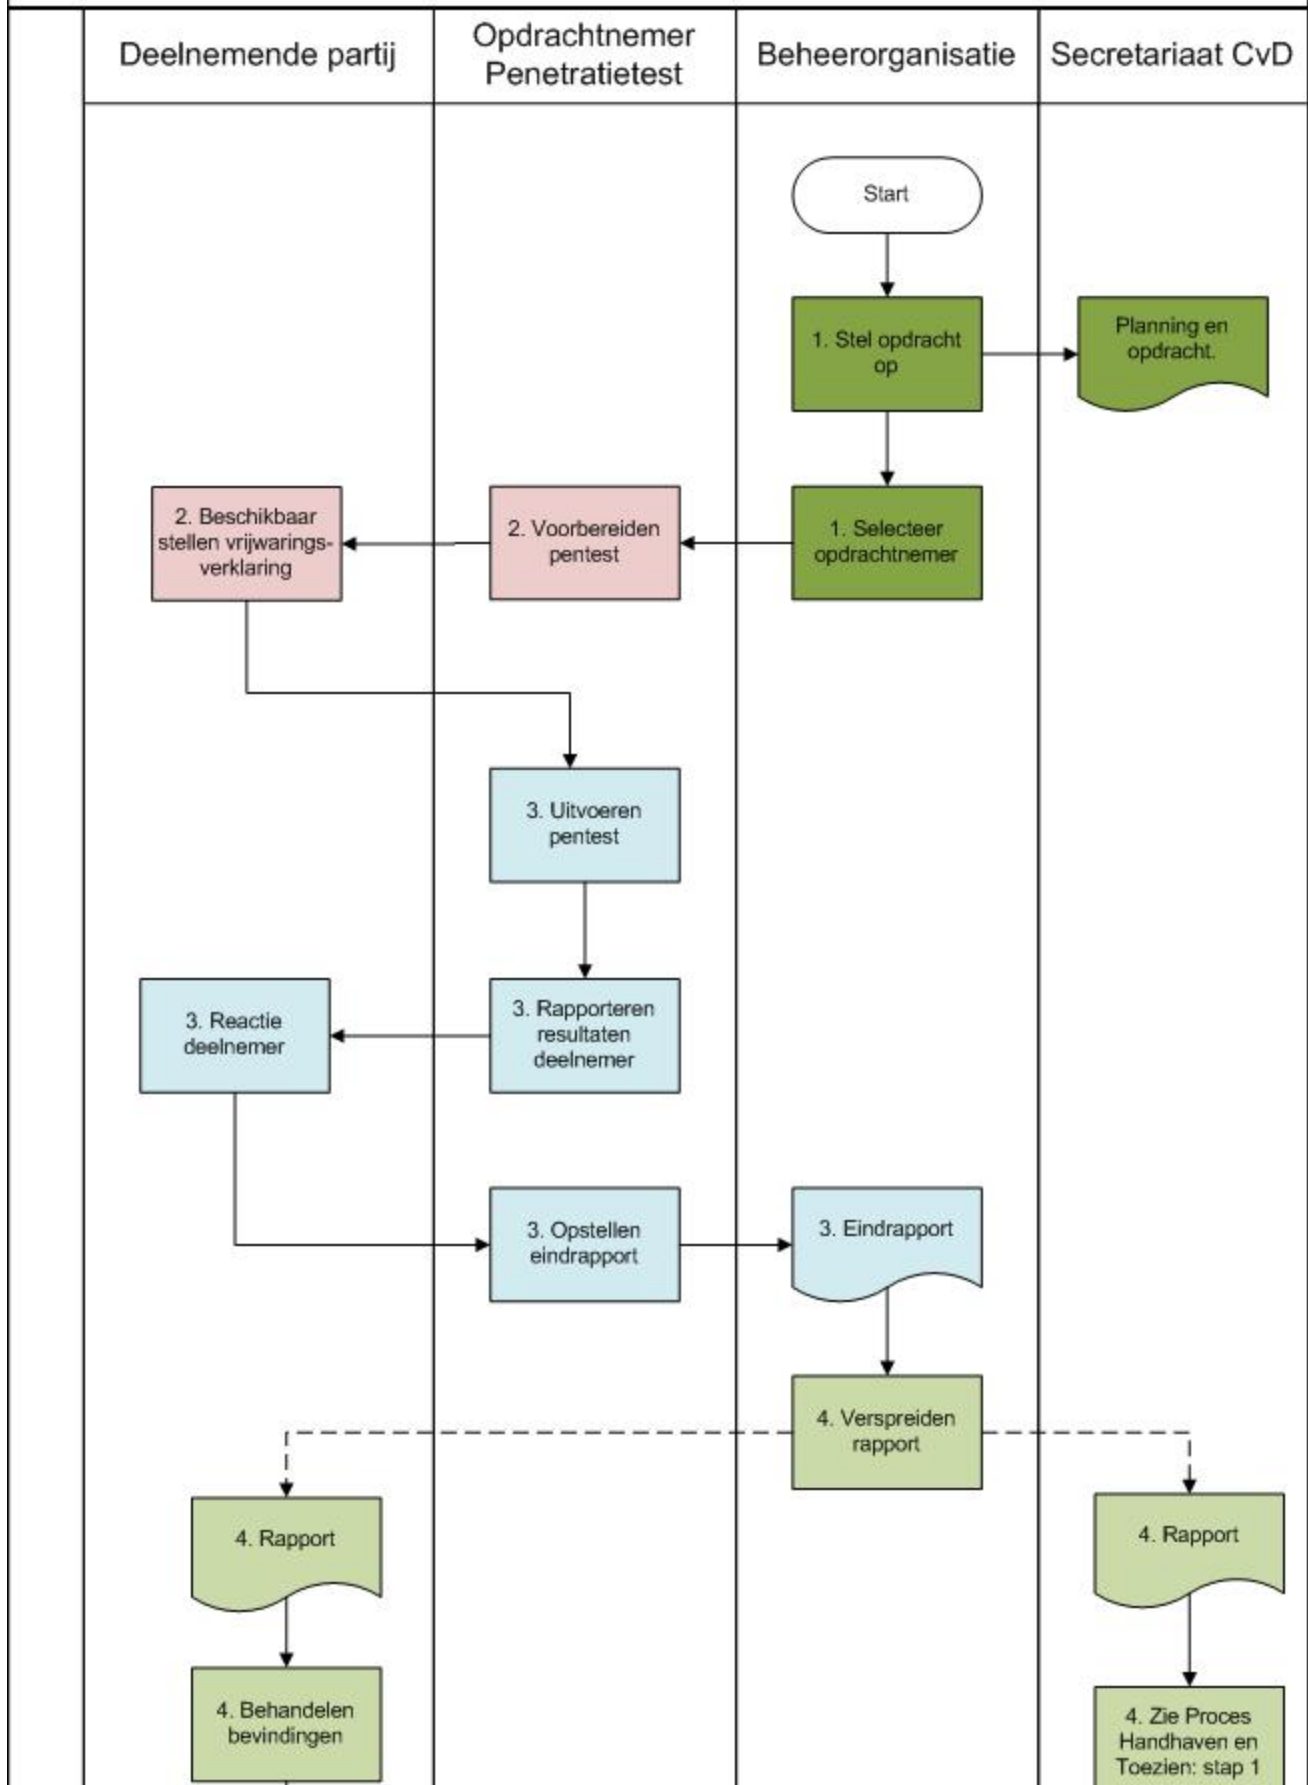 Deelnemende partij
Opdrachtnemer
Penetratietest
Beheerorganisatie
Secretariaat CvD
Start
1. Stel opdracht
op
Planning en
opdracht.
2. Beschikbaar
stellen vrijwarings-
verklaring
2. Voorbereiden
pentest
1. Selecteer
opdrachtnemer
3. Uitvoeren
pentest
3. Reactie
deelnemer
3. Rapporteren
resultaten
deelnemer
3. Opstellen
eindrapport
3. Eindrapport
4. Verspreiden
rapport
4. Rapport
4. Rapport
4. Behandelen
bevindingen
4. Zie Proces
Handhaven en
Toezien: stap 1